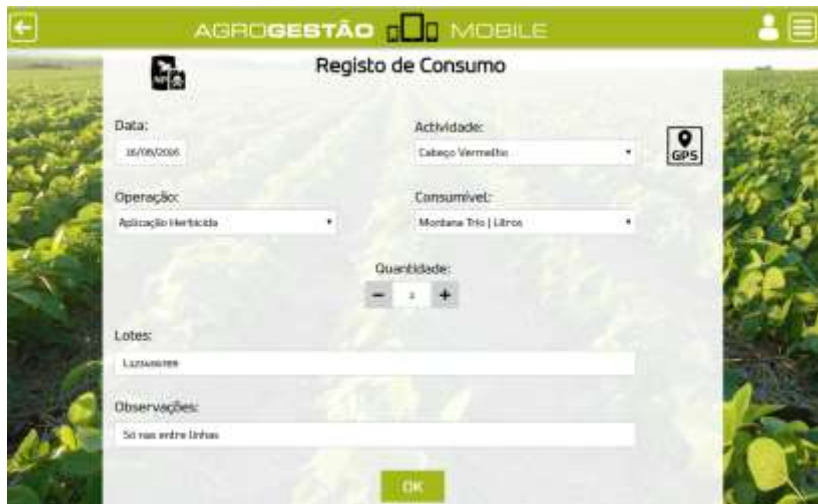 AGROGESTÃO MOBILE
Registo de Consumo
Data:
Actividade:
Cabeço Vermelho
GPS
Operação:
Consumível:
Aplicação Herbicida
Montana Trio | Litros
Quantidade:
− +
Lotes:
Observações:
Só nas entre linhas
OK